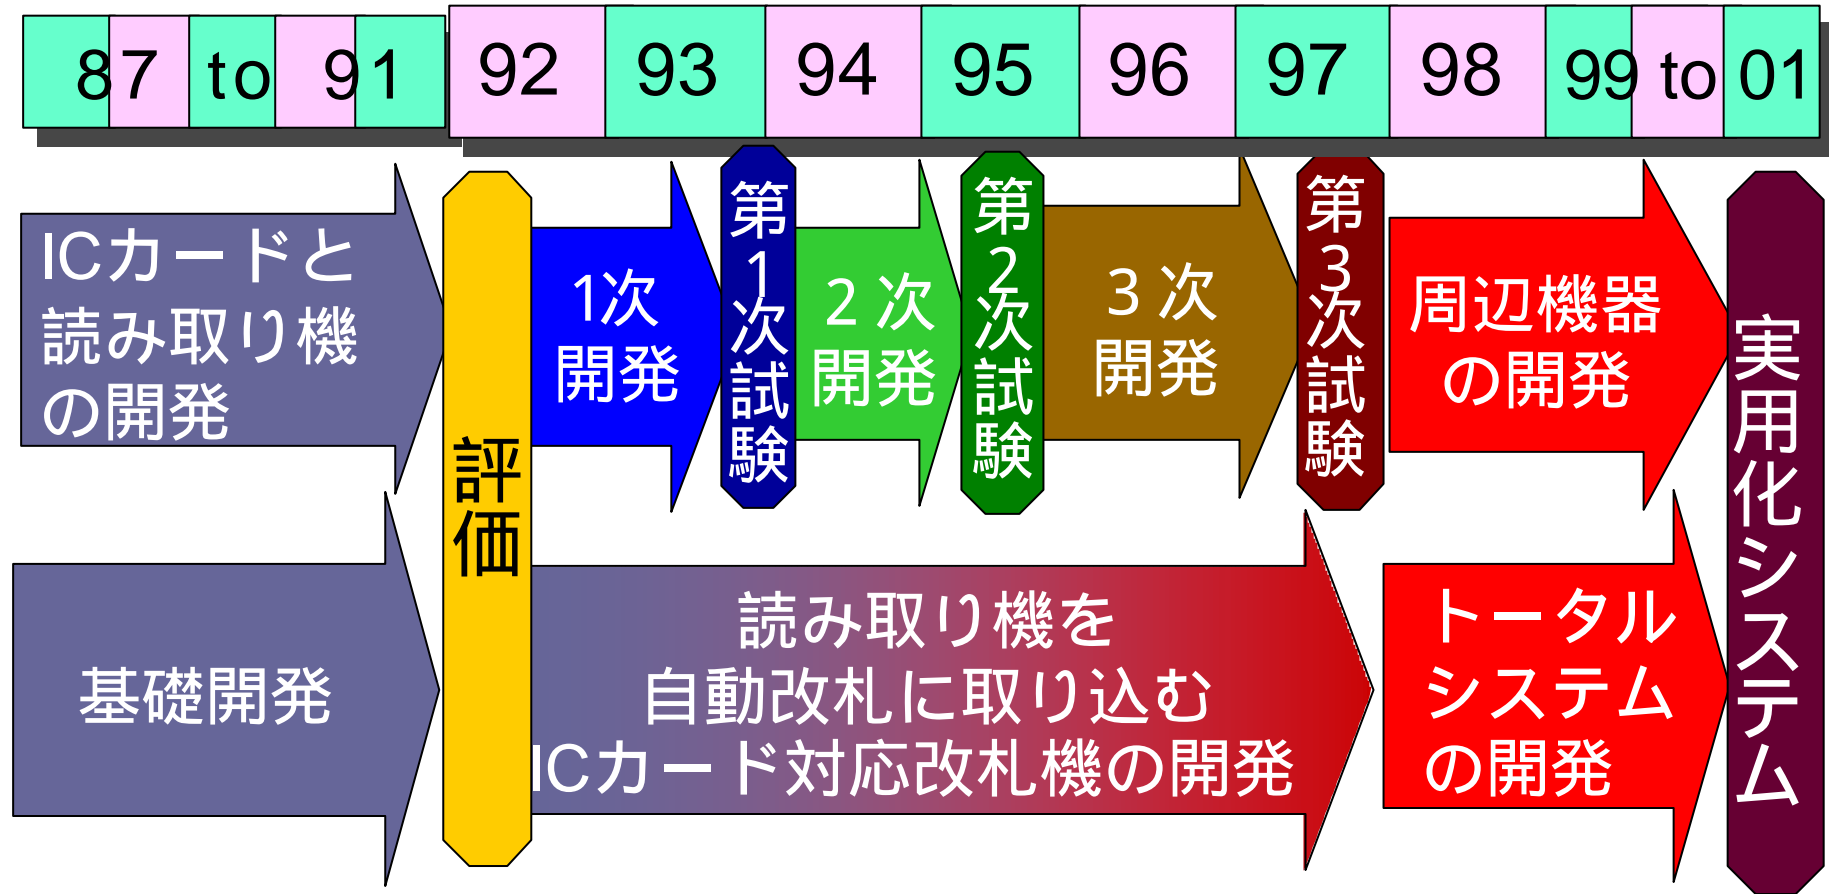 87 to 91 92 93 94 95 96 97 98 99 to 01
ICカードと
読み取り機
の開発
評価
1次
開発
第1次試験
2次
開発
第2次試験
3次
開発
第3次試験
周辺機器
の開発
実用化システム
基礎開発
読み取り機を
自動改札に取り込む
ICカード対応改札機の開発
トータル
システム
の開発